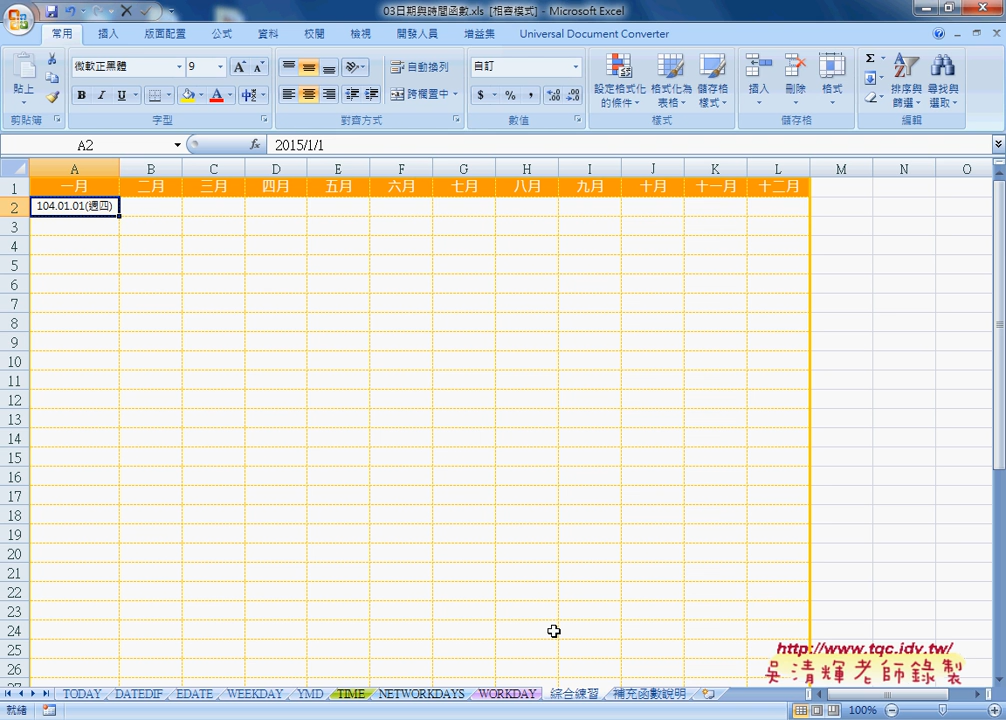 03日期與時間函數.xls [相容模式] - Microsoft Excel
常用 插入 版面配置 公式 資料 校閱 檢視 開發人員 增益集 Universal Document Converter
貼上 微軟正黑體 9 A A 自動換列 自訂 設定格式化的條件 格式化為表格 儲存格樣式 插入 刪除 格式 Σ 排序與篩選 尋找與選取
B I U A 跨欄置中 $ % ,
剪貼簿 字型 對齊方式 數值 樣式 儲存格 編輯
A2 fx 2015/1/1
A B C D E F G H I J K L M N O
1 一月 二月 三月 四月 五月 六月 七月 八月 九月 十月 十一月 十二月
2 104.01.01(週四)
3
4
5
6
7
8
9
10
11
12
13
14
15
16
17
18
19
20
21
22
23
24
25
26
http://www.tqc.idv.tw/
吳清輝老師錄製
TODAY DATEDIF EDATE WEEKDAY YMD TIME NETWORKDAYS WORKDAY 綜合練習 補充函數說明
就緒 100%